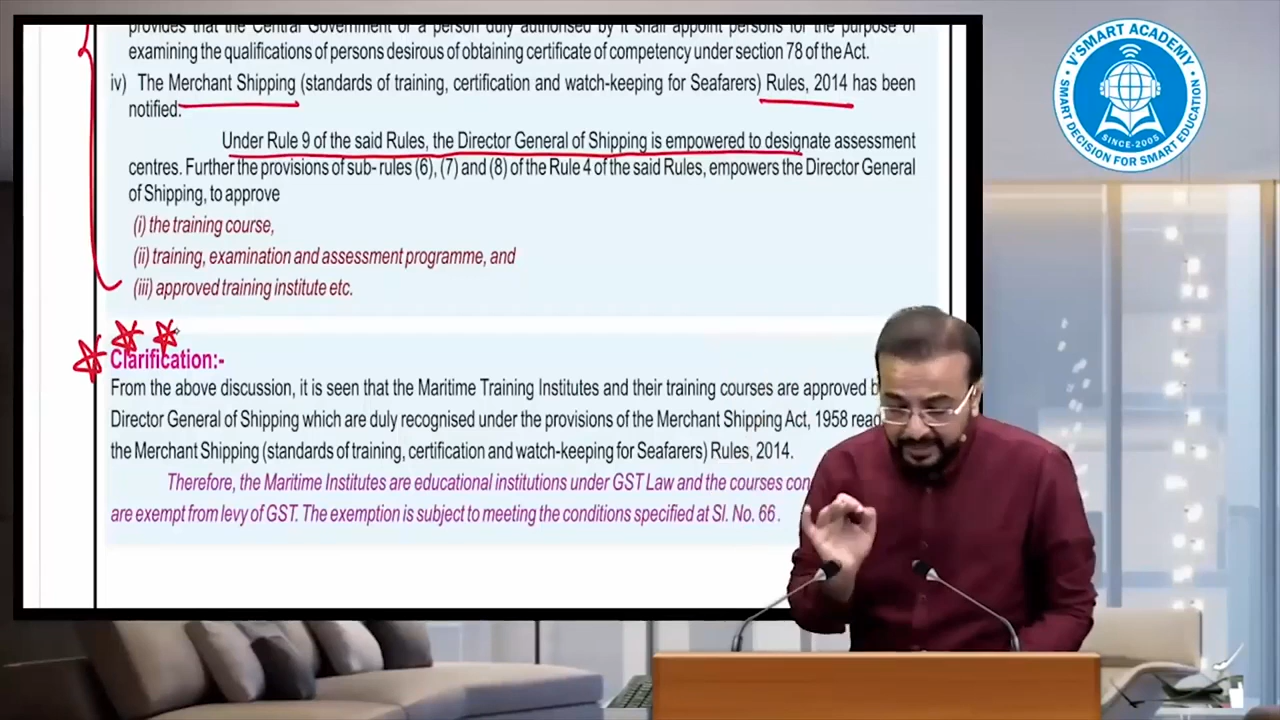 provides that the Central Government or a person duly authorised by it shall appoint persons for the purpose of
examining the qualifications of persons desirous of obtaining certificate of competency under section 78 of the Act.
iv) The Merchant Shipping (standards of training, certification and watch-keeping for Seafarers) Rules, 2014 has been
notified:
Under Rule 9 of the said Rules, the Director General of Shipping is empowered to designate assessment
centres. Further the provisions of sub- rules (6), (7) and (8) of the Rule 4 of the said Rules, empowers the Director General
of Shipping, to approve
(i) the training course,
(ii) training, examination and assessment programme, and
(iii) approved training institute etc.
Clarification:-
From the above discussion, it is seen that the Maritime Training Institutes and their training courses are approved
Director General of Shipping which are duly recognised under the provisions of the Merchant Shipping Act, 1958
the Merchant Shipping (standards of training, certification and watch-keeping for Seafarers) Rules, 2014.
Therefore, the Maritime Institutes are educational institutions under GST Law and the courses
are exempt from levy of GST. The exemption is subject to meeting the conditions specified at Sl. No. 66.
V'SMART ACADEMY
SINCE-2005
SMART DECISION FOR SMART EDUCATION